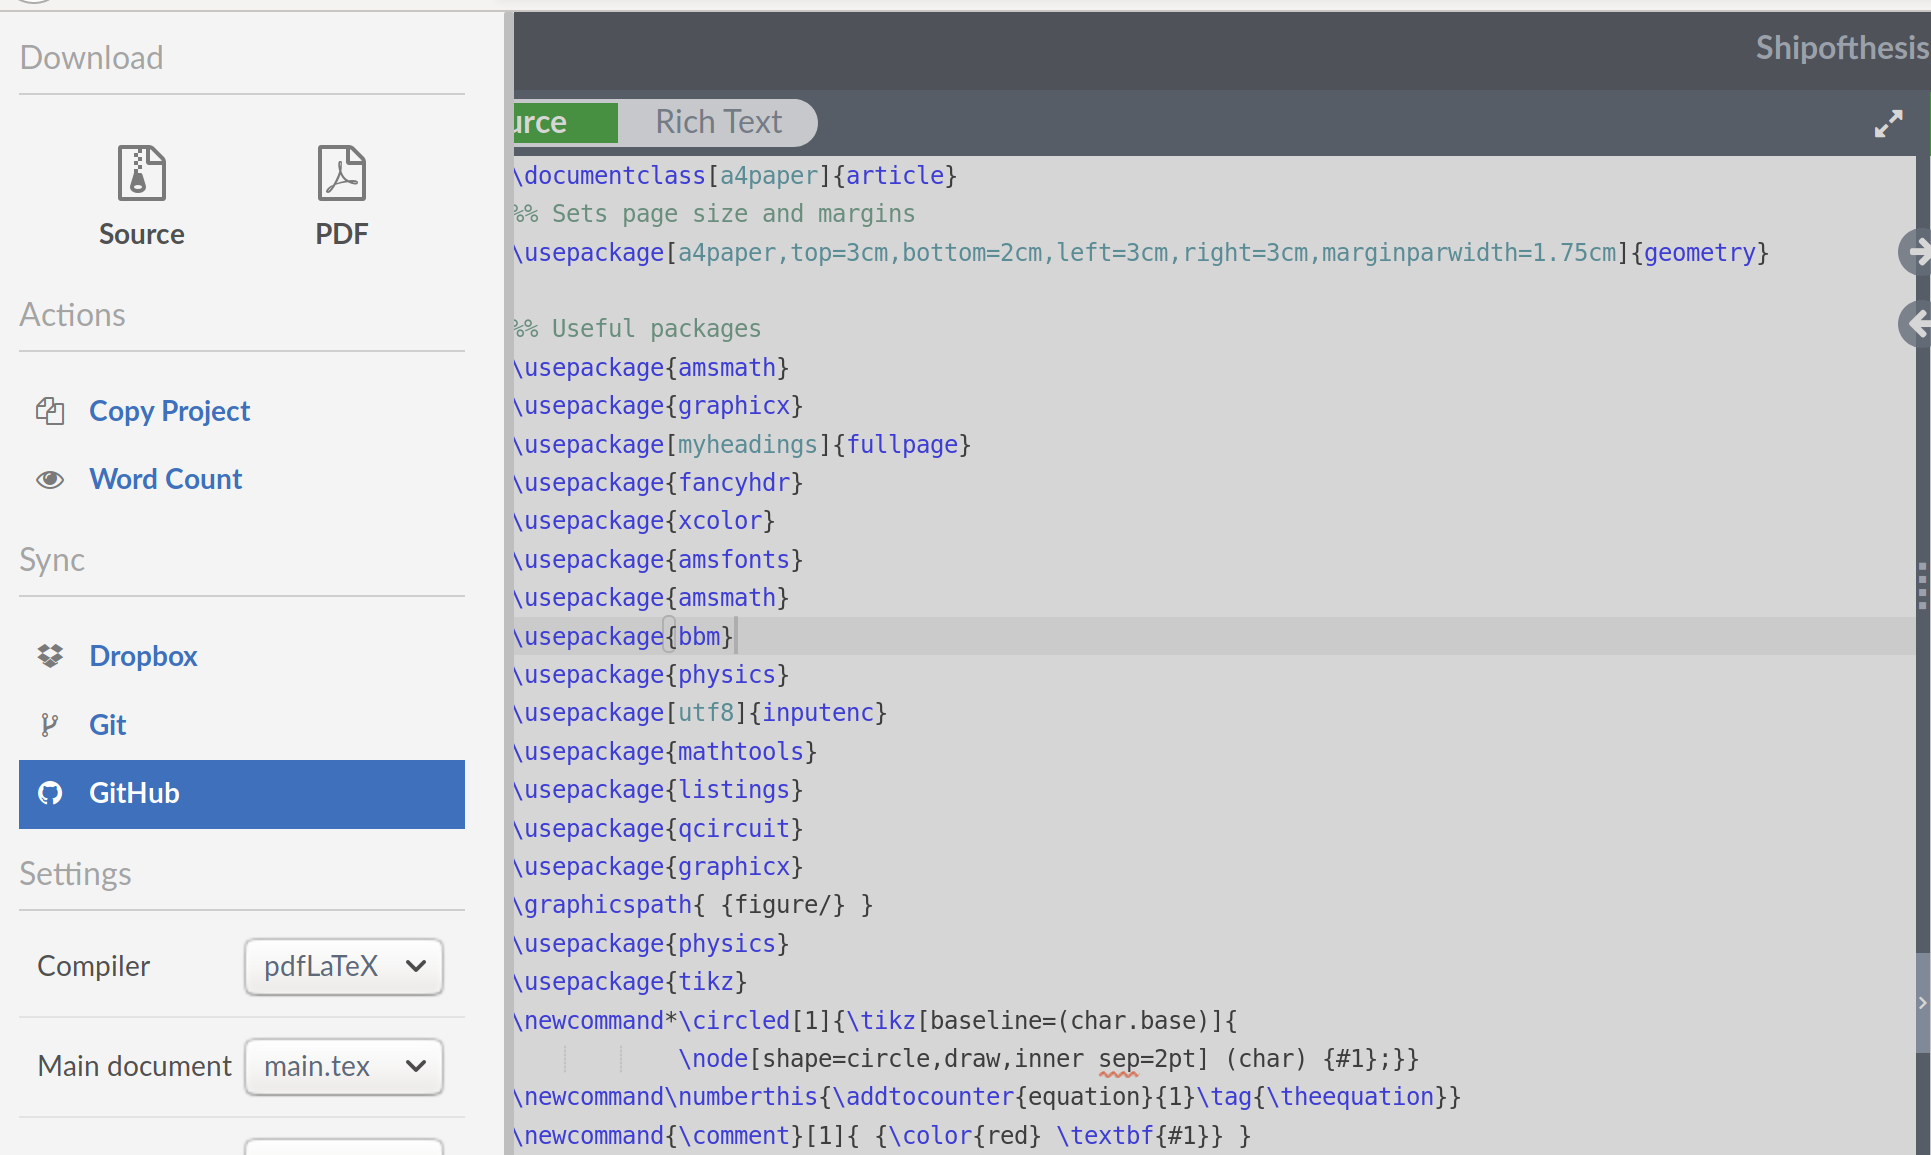 Download
Source
PDF
Actions
Copy Project
Word Count
Sync
Dropbox
Git
GitHub
Settings
Compiler
pdfLaTeX
Main document
main.tex
Shipofthesis
urce
Rich Text
\documentclass[a4paper]{article}
%% Sets page size and margins
\usepackage[a4paper,top=3cm,bottom=2cm,left=3cm,right=3cm,marginparwidth=1.75cm]{geometry}
%% Useful packages
\usepackage{amsmath}
\usepackage{graphicx}
\usepackage[myheadings]{fullpage}
\usepackage{fancyhdr}
\usepackage{xcolor}
\usepackage{amsfonts}
\usepackage{amsmath}
\usepackage{bbm}
\usepackage{physics}
\usepackage[utf8]{inputenc}
\usepackage{mathtools}
\usepackage{listings}
\usepackage{qcircuit}
\usepackage{graphicx}
\graphicspath{ {figure/} }
\usepackage{physics}
\usepackage{tikz}
\newcommand*\circled[1]{\tikz[baseline=(char.base)]{
\node[shape=circle,draw,inner sep=2pt] (char) {#1};}}
\newcommand\numberthis{\addtocounter{equation}{1}\tag{\theequation}}
\newcommand{\comment}[1]{ {\color{red} \textbf{#1}} }